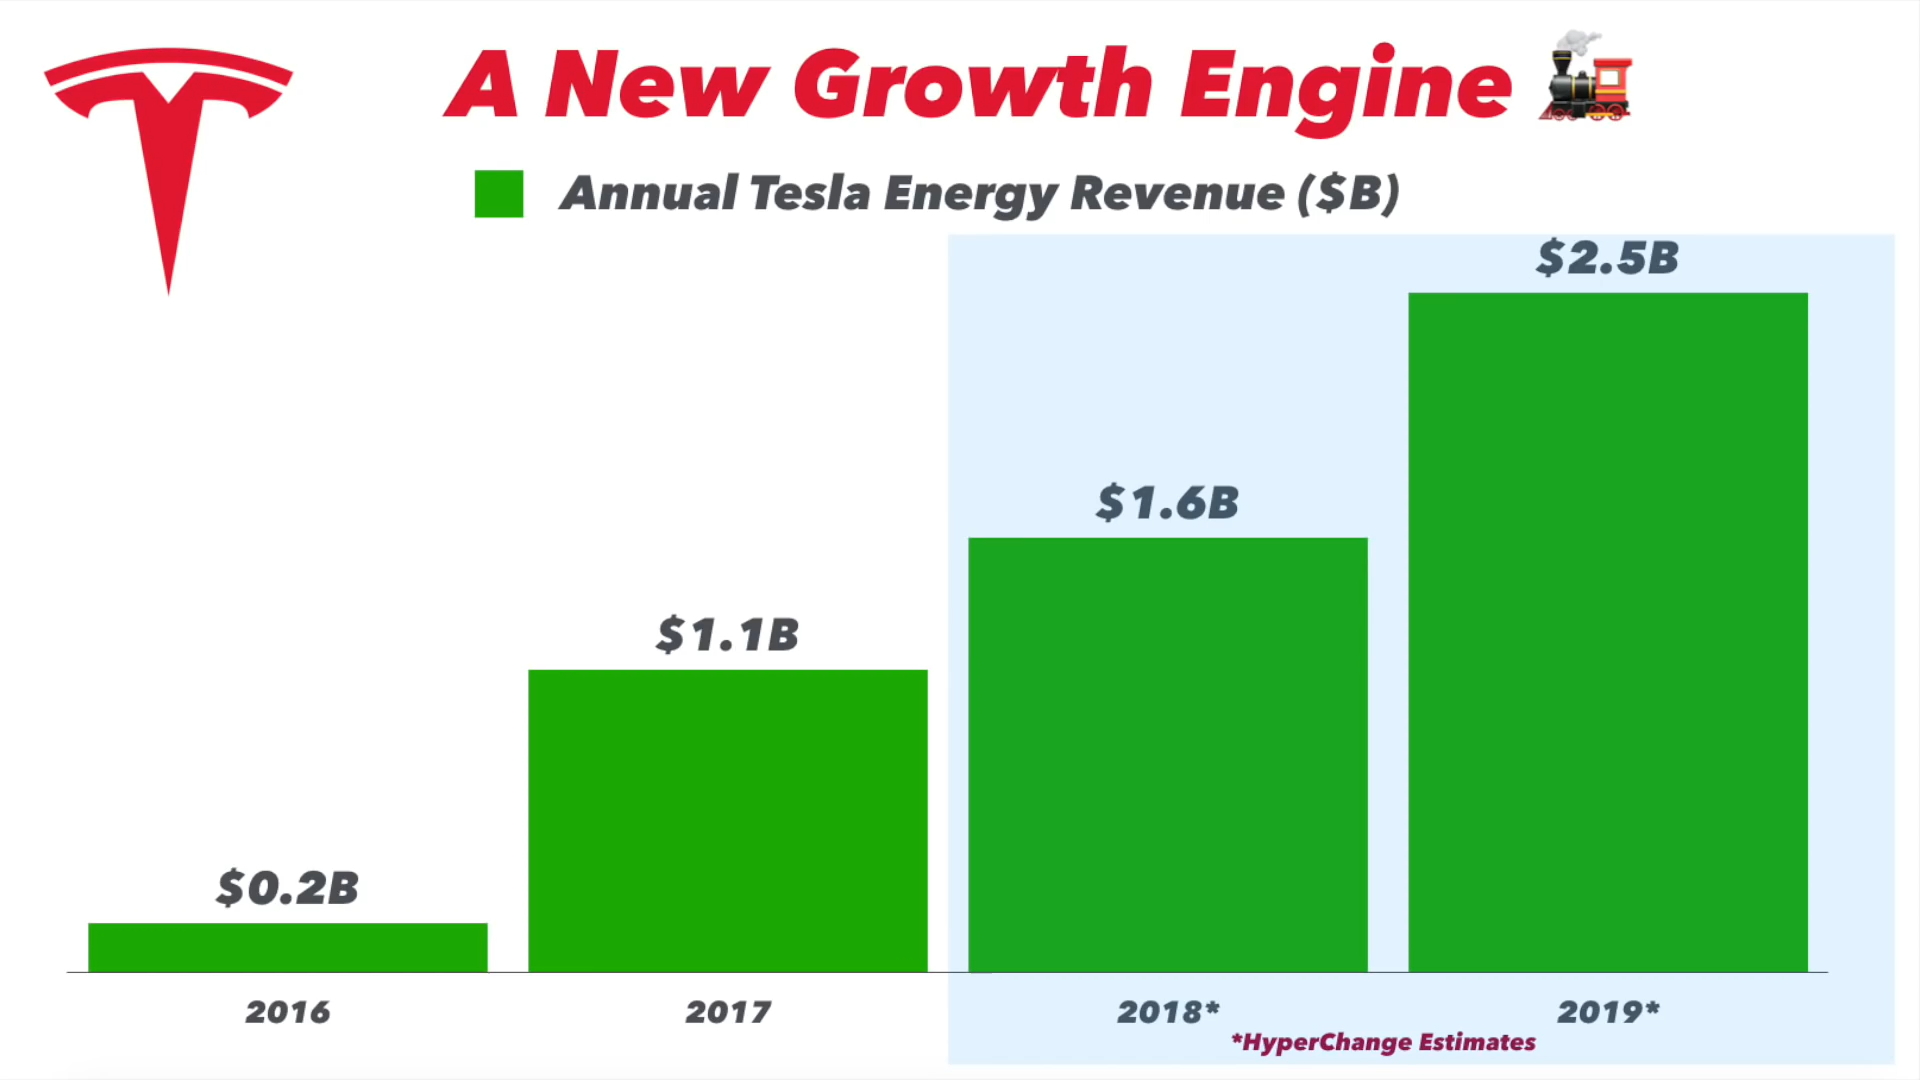 A New Growth Engine
Annual Tesla Energy Revenue ($B)
$0.2B
$1.1B
$1.6B
$2.5B
2016
2017
2018*
2019*
*HyperChange Estimates